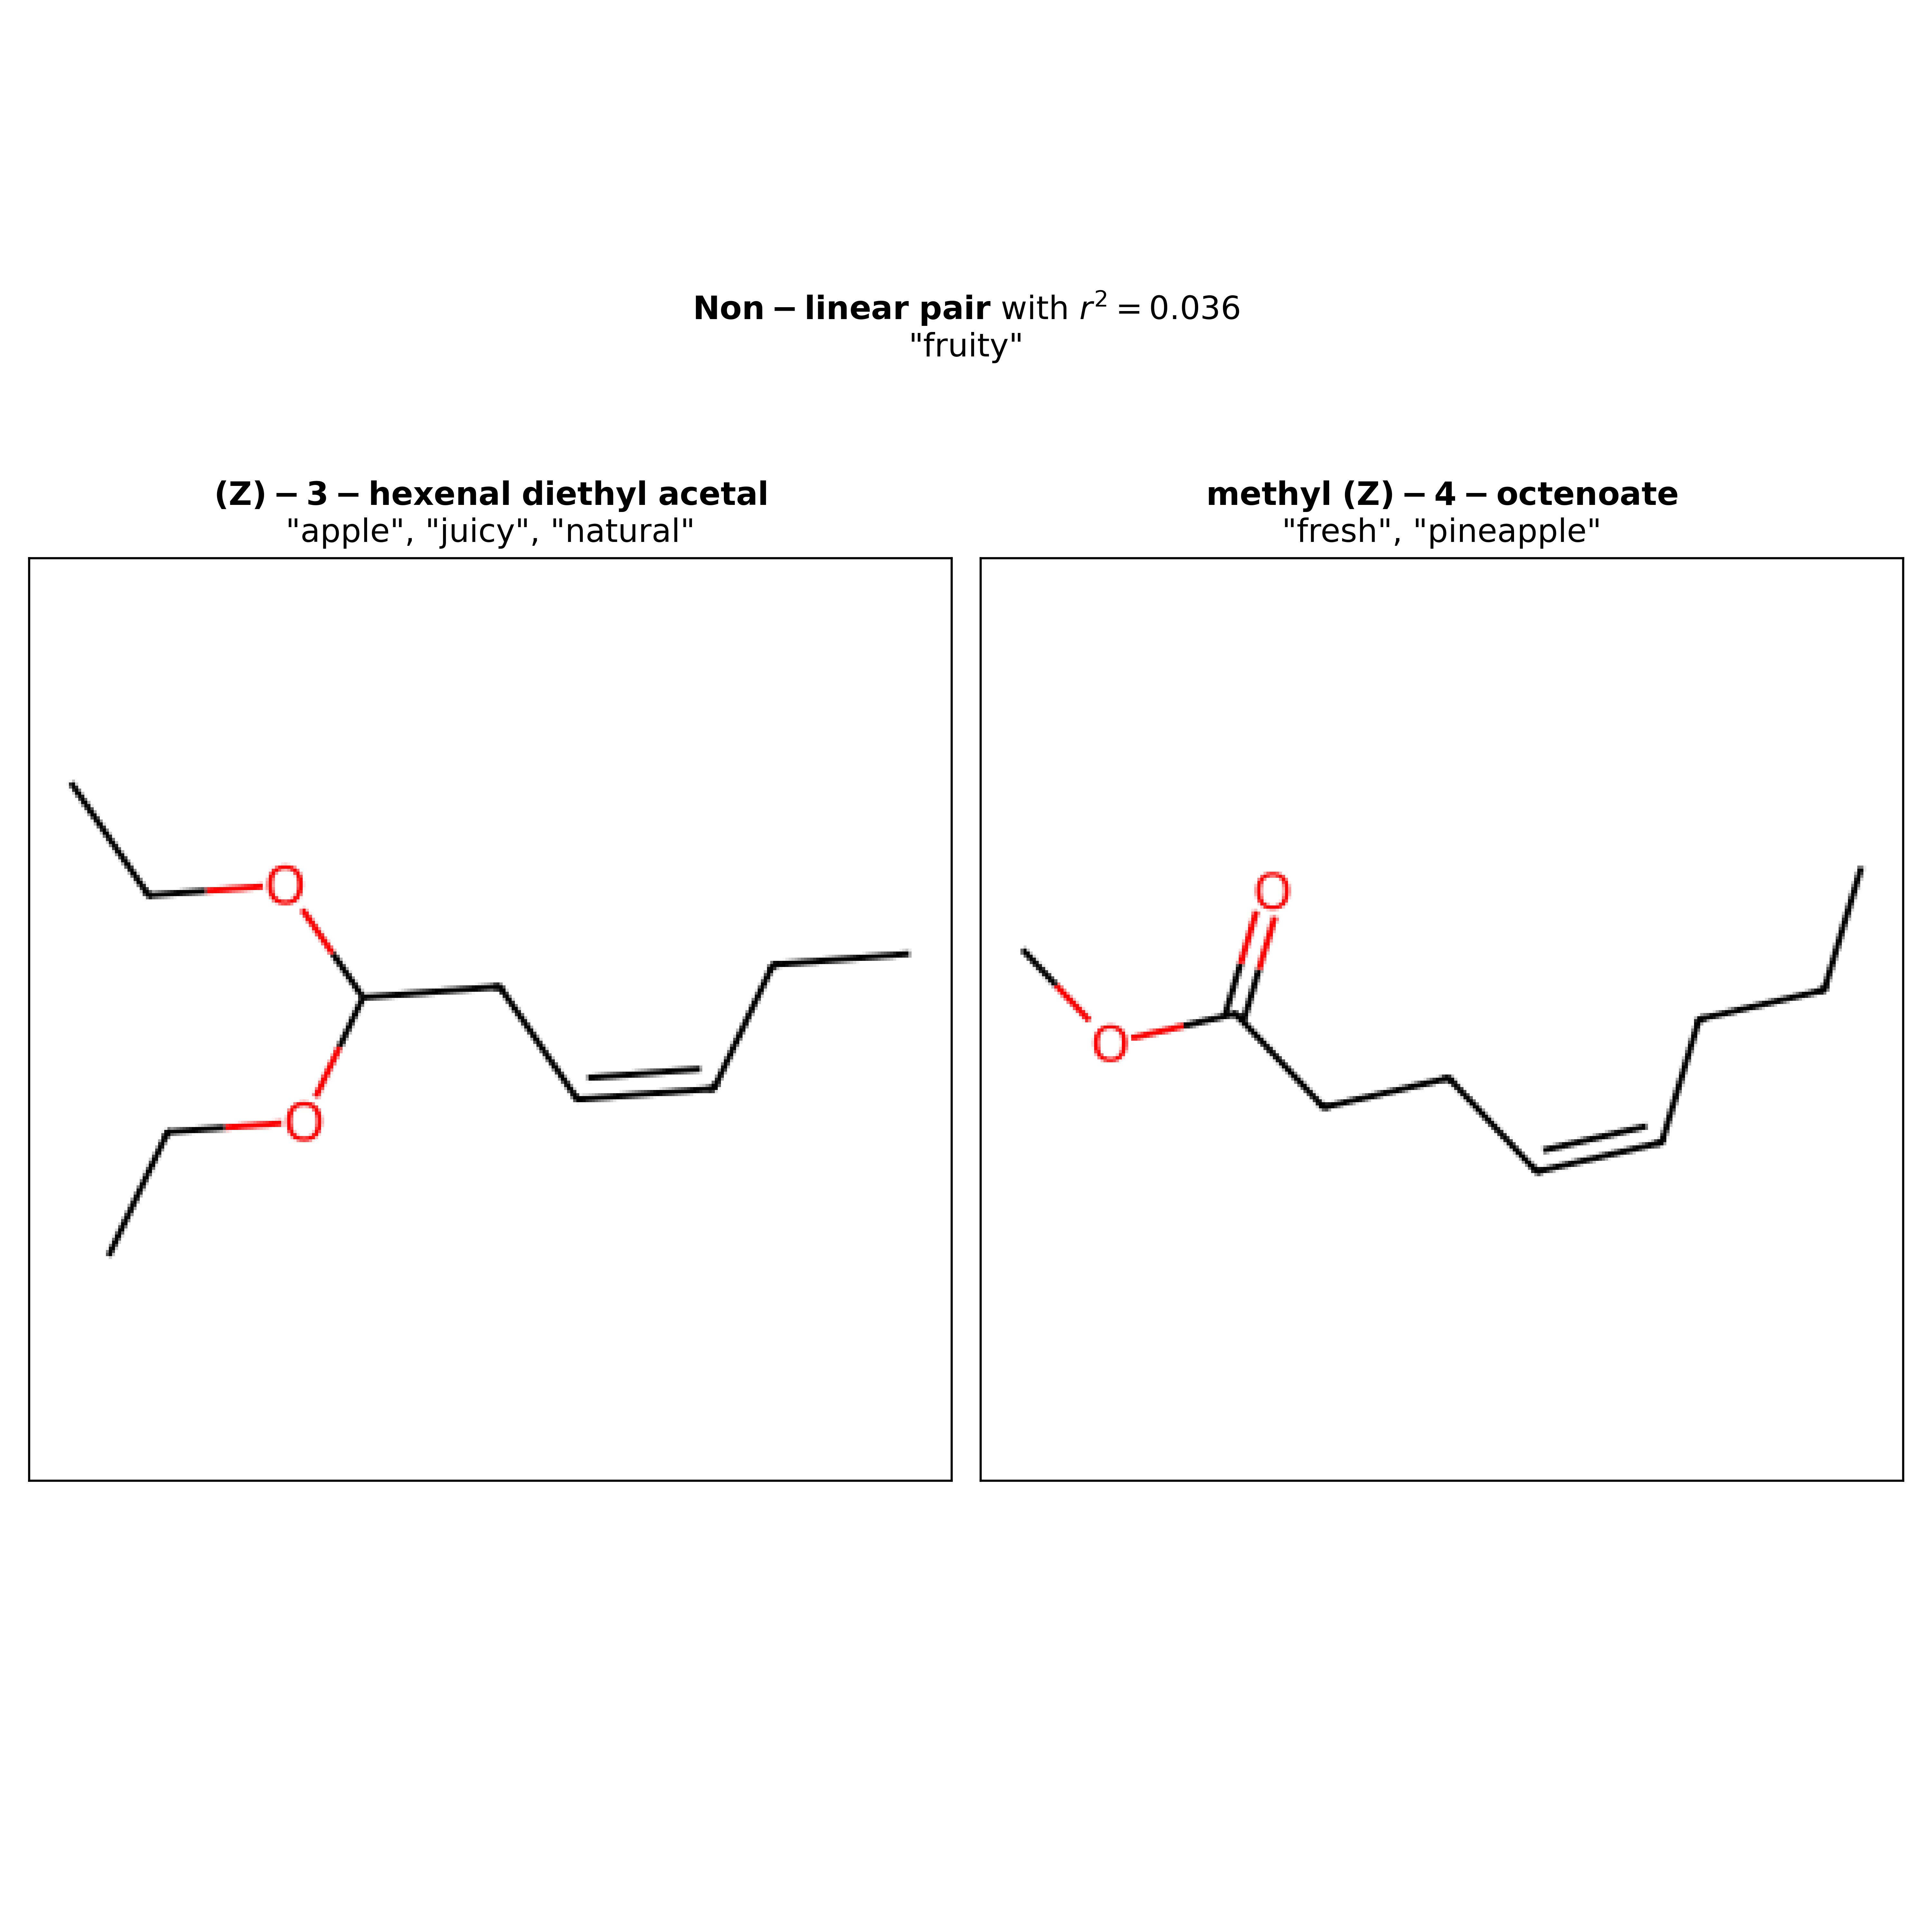 Non − linear pair with r² = 0.036
"fruity"
(Z) − 3 − hexenal diethyl acetal
"apple", "juicy", "natural"
methyl (Z) − 4 − octenoate
"fresh", "pineapple"
O
O
O
O